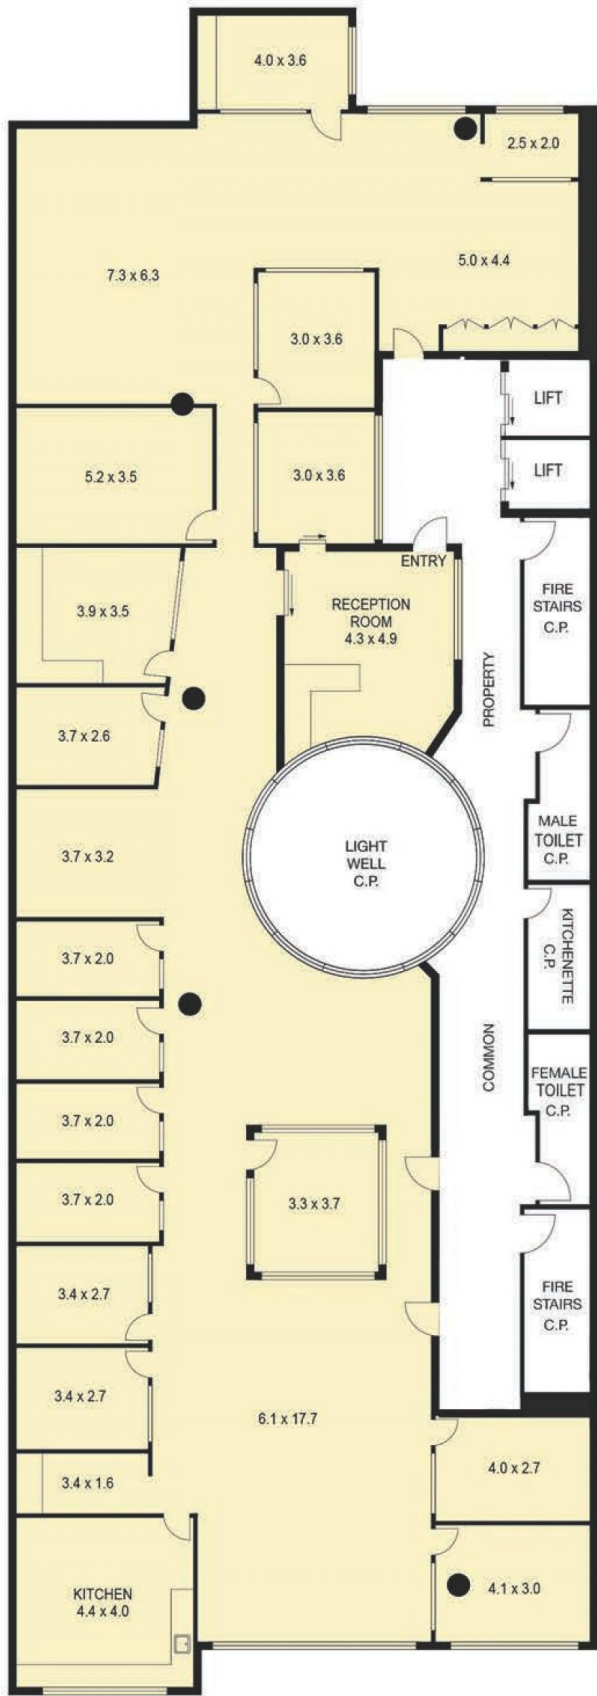 4.0 x 3.6
2.5 x 2.0
5.0 x 4.4
7.3 x 6.3
3.0 x 3.6
LIFT
5.2 x 3.5
3.0 x 3.6
LIFT
ENTRY
3.9 x 3.5
RECEPTION
ROOM
4.3 x 4.9
FIRE
STAIRS
C.P.
PROPERTY
3.7 x 2.6
3.7 x 3.2
LIGHT
WELL
C.P.
MALE
TOILET
C.P.
KITCHENETTE
C.P.
3.7 x 2.0
3.7 x 2.0
COMMON
FEMALE
TOILET
C.P.
3.7 x 2.0
3.7 x 2.0
3.3 x 3.7
3.4 x 2.7
FIRE
STAIRS
C.P.
3.4 x 2.7
6.1 x 17.7
3.4 x 1.6
4.0 x 2.7
KITCHEN
4.4 x 4.0
4.1 x 3.0